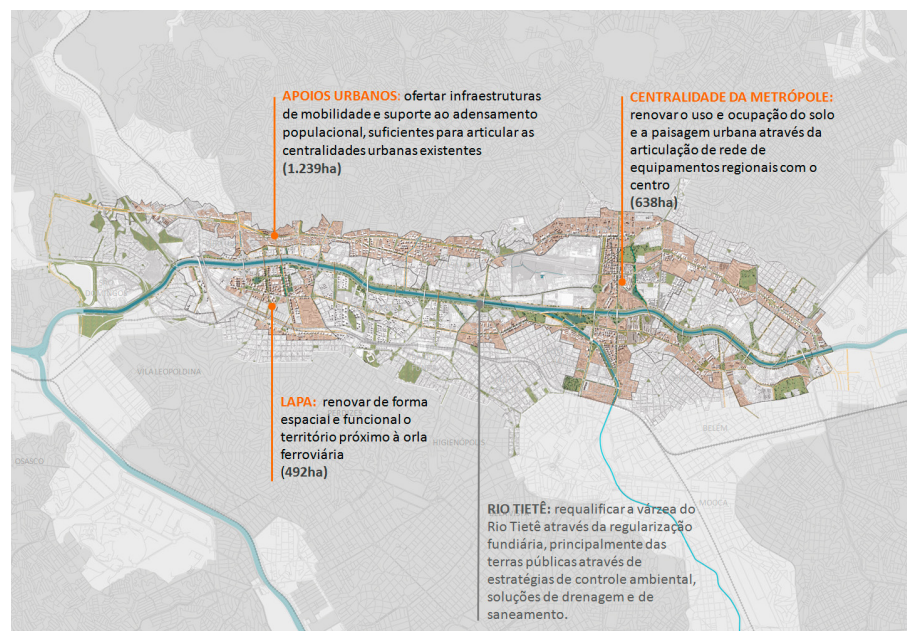 APOIOS URBANOS: ofertar infraestruturas
de mobilidade e suporte ao adensamento
populacional, suficientes para articular as
centralidades urbanas existentes
(1.239ha)
CENTRALIDADE DA METRÓPOLE:
renovar o uso e ocupação do solo
e a paisagem urbana através da
articulação de rede de
equipamentos regionais com o
centro
(638ha)
VILA LEOPOLDINA
LAPA: renovar de forma
espacial e funcional o
território próximo à orla
ferroviária
(492ha)
PERDIZES
HIGIENÓPOLIS
BELÉM
OSASCO
MOOCA
RIO TIETÊ: requalificar a várzea do
Rio Tietê através da regularização
fundiária, principalmente das
terras públicas através de
estratégias de controle ambiental,
soluções de drenagem e de
saneamento.